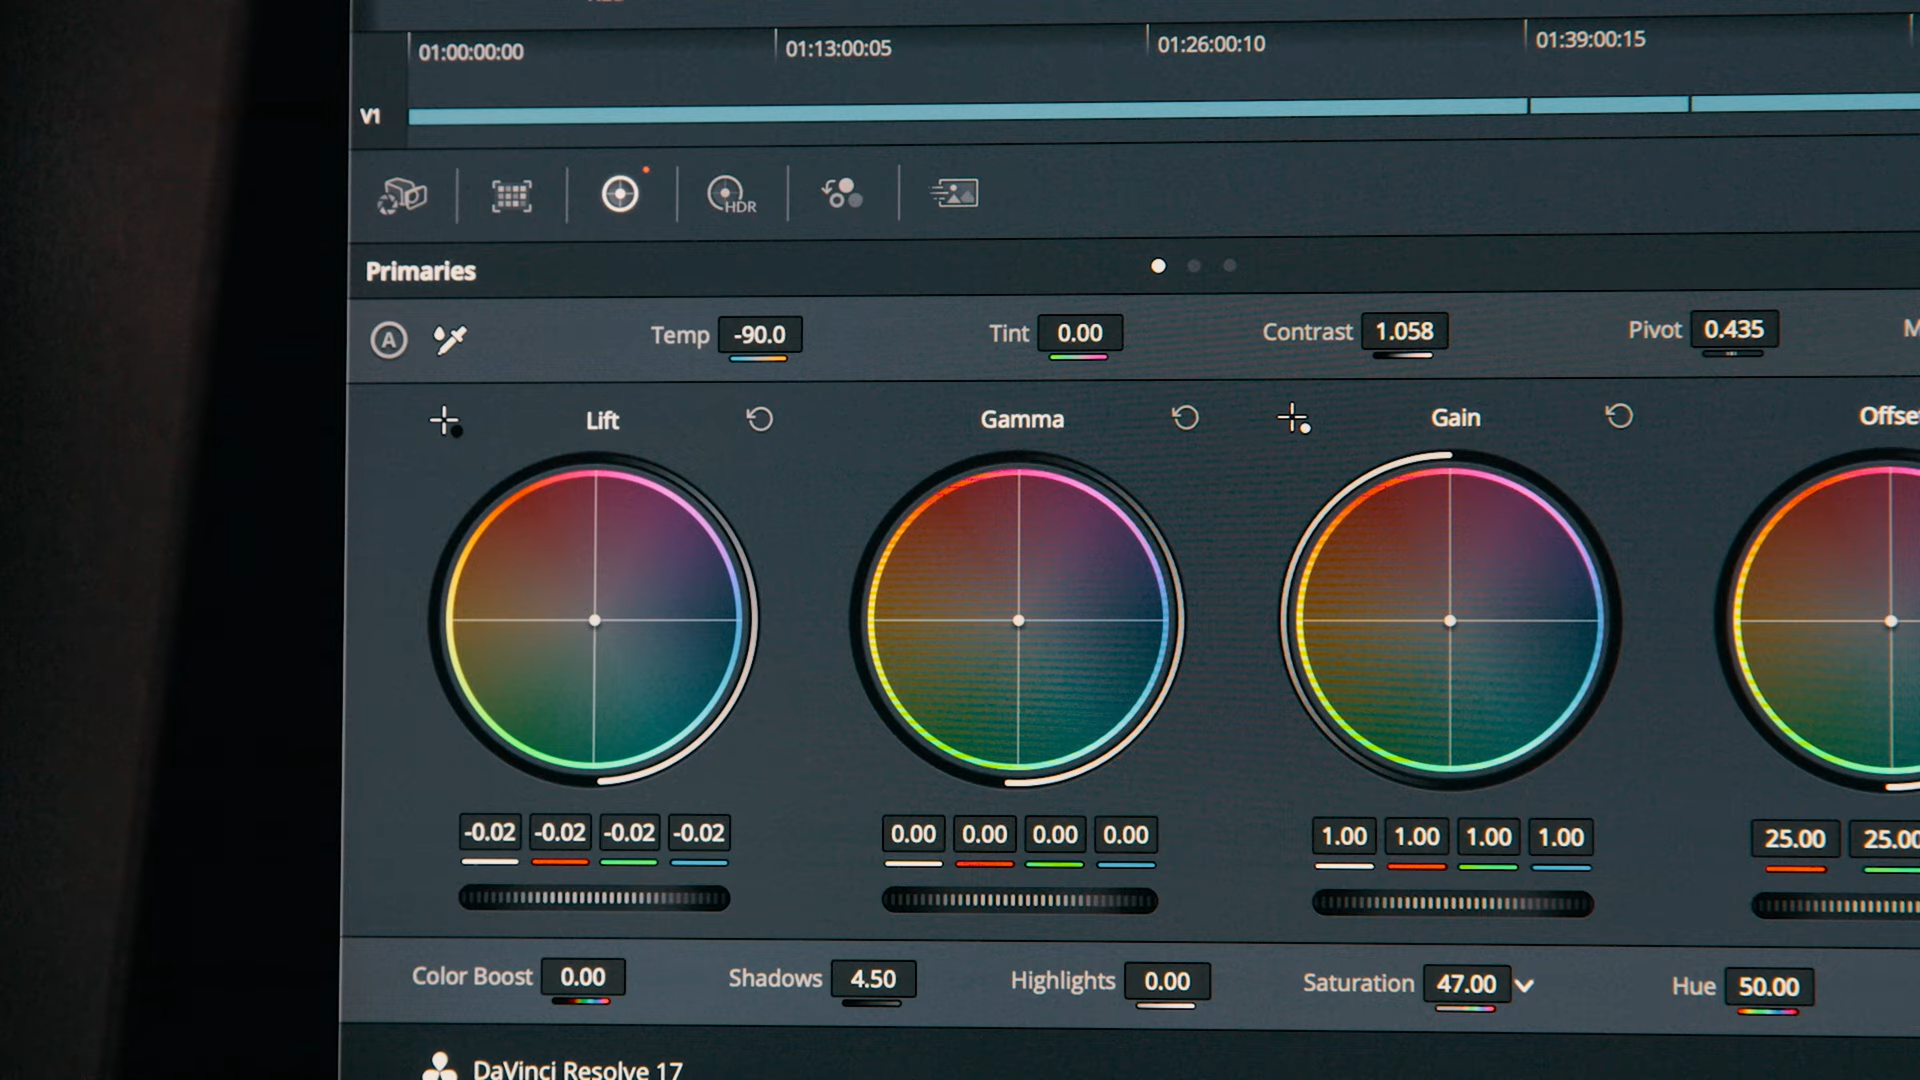 01:00:00:00 01:13:00:05 01:26:00:10 01:39:00:15
V1
HDR
Primaries
A Temp -90.0 Tint 0.00 Contrast 1.058 Pivot 0.435 M
Lift Gamma Gain Offse
-0.02 -0.02 -0.02 -0.02 0.00 0.00 0.00 0.00 1.00 1.00 1.00 1.00 25.00 25.00
Color Boost 0.00 Shadows 4.50 Highlights 0.00 Saturation 47.00 Hue 50.00
DaVinci Resolve 17